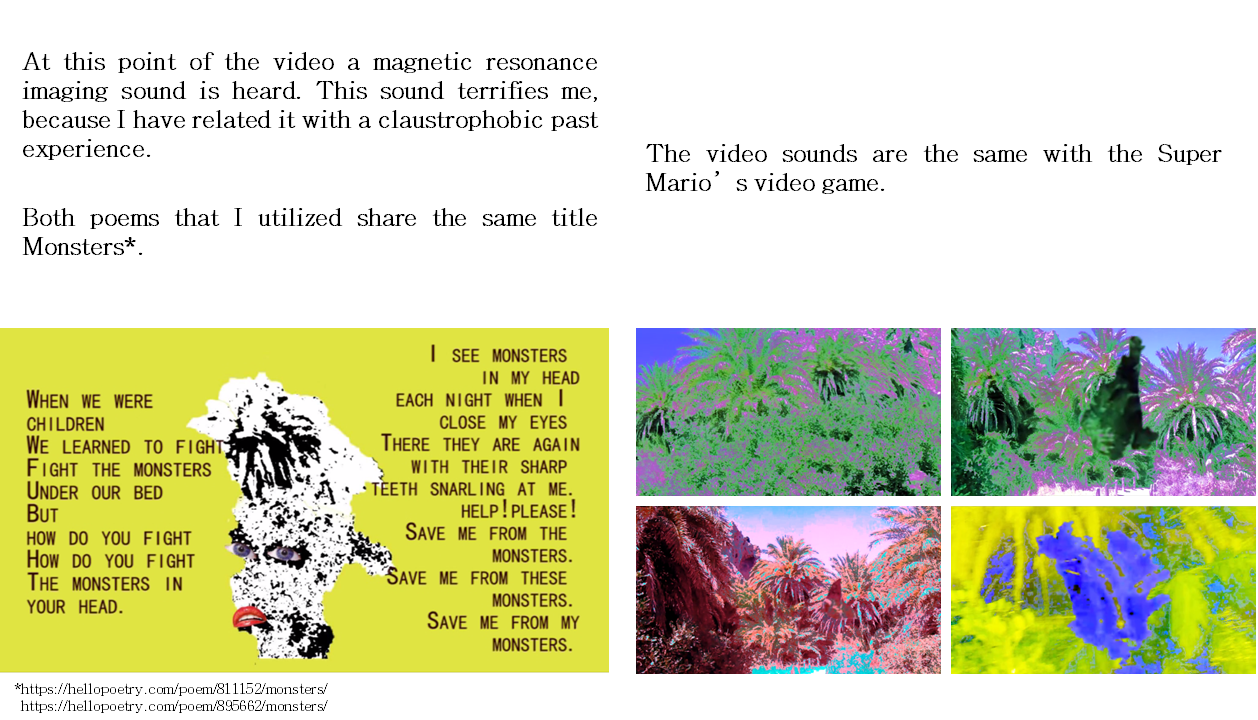 At this point of the video a magnetic resonance
imaging sound is heard. This sound terrifies me,
because I have related it with a claustrophobic past
experience.
Both poems that I utilized share the same title
Monsters*.
The video sounds are the same with the Super
Mario’s video game.
WHEN WE WERE
CHILDREN
WE LEARNED TO FIGHT
FIGHT THE MONSTERS
UNDER OUR BED
BUT
HOW DO YOU FIGHT
HOW DO YOU FIGHT
THE MONSTERS IN
YOUR HEAD.
I SEE MONSTERS
IN MY HEAD
EACH NIGHT WHEN I
CLOSE MY EYES
THERE THEY ARE AGAIN
WITH THEIR SHARP
TEETH SNARLING AT ME.
HELP!PLEASE!
SAVE ME FROM THE
MONSTERS.
SAVE ME FROM THESE
MONSTERS.
SAVE ME FROM MY
MONSTERS.
*https://hellopoetry.com/poem/811152/monsters/
https://hellopoetry.com/poem/895662/monsters/